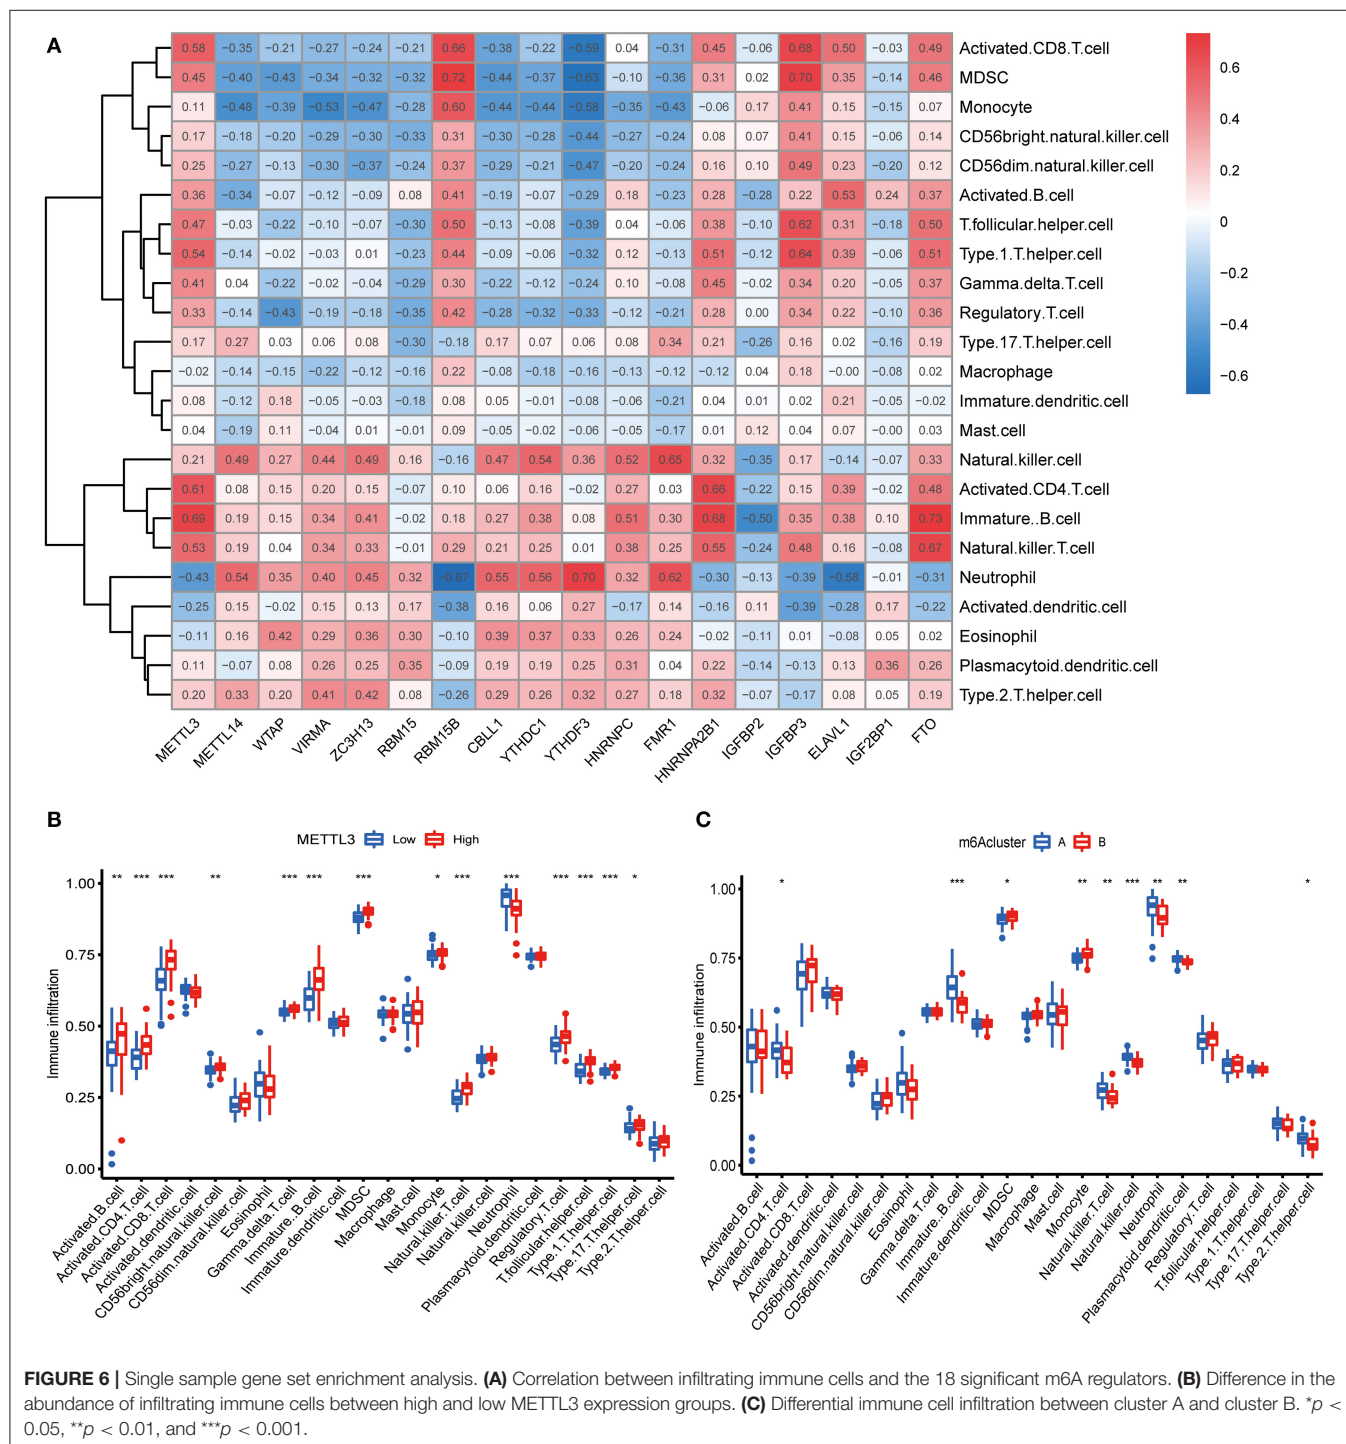 A
0.58 −0.35 −0.21 −0.27 −0.24 −0.21 0.66 −0.38 −0.22 −0.59 0.04 −0.31 0.45 −0.06 0.68 0.50 −0.03 0.49 Activated.CD8.T.cell
0.45 −0.40 −0.43 −0.34 −0.32 −0.32 0.72 −0.44 −0.37 −0.63 −0.10 −0.36 0.31 0.02 0.70 0.35 −0.14 0.46 MDSC
0.11 −0.48 −0.39 −0.53 −0.47 −0.28 0.60 −0.44 −0.44 −0.58 −0.35 −0.43 −0.06 0.17 0.41 0.15 −0.15 0.07 Monocyte
0.17 −0.18 −0.20 −0.29 −0.30 −0.33 0.31 −0.30 −0.28 −0.44 −0.27 −0.24 0.08 0.07 0.41 0.15 −0.06 0.14 CD56bright.natural.killer.cell
0.25 −0.27 −0.13 −0.30 −0.37 −0.24 0.37 −0.29 −0.21 −0.47 −0.20 −0.24 0.16 0.10 0.49 0.23 −0.20 0.12 CD56dim.natural.killer.cell
0.36 −0.34 −0.07 −0.12 −0.09 0.08 0.41 −0.19 −0.07 −0.29 0.18 −0.23 0.28 −0.28 0.22 0.53 0.24 0.37 Activated.B.cell
0.47 −0.03 −0.22 −0.10 −0.07 −0.30 0.50 −0.13 −0.08 −0.39 0.04 −0.06 0.38 −0.10 0.62 0.31 −0.18 0.50 T.follicular.helper.cell
0.54 −0.14 −0.02 −0.03 0.01 −0.23 0.44 −0.09 −0.06 −0.32 0.12 −0.13 0.51 −0.12 0.64 0.39 −0.06 0.51 Type.1.T.helper.cell
0.41 0.04 −0.22 −0.02 −0.04 −0.29 0.30 −0.22 −0.12 −0.24 0.10 −0.08 0.45 −0.02 0.34 0.20 −0.05 0.37 Gamma.delta.T.cell
0.33 −0.14 −0.43 −0.19 −0.18 −0.35 0.42 −0.28 −0.32 −0.33 −0.12 −0.21 0.28 0.00 0.34 0.22 −0.10 0.36 Regulatory.T.cell
0.17 0.27 0.03 0.06 0.08 −0.30 −0.18 0.17 0.07 0.06 0.08 0.34 0.21 −0.26 0.16 0.02 −0.16 0.19 Type.17.T.helper.cell
−0.02 −0.14 −0.15 −0.22 −0.12 −0.16 0.22 −0.08 −0.18 −0.16 −0.13 −0.12 −0.12 0.04 0.18 −0.00 −0.08 0.02 Macrophage
0.08 −0.12 0.18 −0.05 −0.03 −0.18 0.08 0.05 −0.01 −0.08 −0.06 −0.21 0.04 0.01 0.02 0.21 −0.05 −0.02 Immature.dendritic.cell
0.04 −0.19 0.11 −0.04 0.01 −0.01 0.09 −0.05 −0.02 −0.06 −0.05 −0.17 0.01 0.12 0.04 0.07 −0.00 0.03 Mast.cell
0.21 0.49 0.27 0.44 0.49 0.16 −0.16 0.47 0.54 0.36 0.52 0.65 0.32 −0.35 0.17 −0.14 −0.07 0.33 Natural.killer.cell
0.61 0.08 0.15 0.20 0.15 −0.07 0.10 0.06 0.16 −0.02 0.27 0.03 0.66 −0.22 0.15 0.39 −0.02 0.48 Activated.CD4.T.cell
0.69 0.19 0.15 0.34 0.41 −0.02 0.18 0.27 0.38 0.08 0.51 0.30 0.68 −0.50 0.35 0.38 0.10 0.73 Immature..B.cell
0.53 0.19 0.04 0.34 0.33 −0.01 0.29 0.21 0.25 0.01 0.38 0.25 0.55 −0.24 0.48 0.16 −0.08 0.67 Natural.killer.T.cell
−0.43 0.54 0.35 0.40 0.45 0.32 −0.67 0.55 0.56 0.70 0.32 0.62 −0.30 −0.13 −0.39 −0.58 −0.01 −0.31 Neutrophil
−0.25 0.15 −0.02 0.15 0.13 0.17 −0.38 0.16 0.06 0.27 −0.17 0.14 −0.16 0.11 −0.39 −0.28 0.17 −0.22 Activated.dendritic.cell
−0.11 0.16 0.42 0.29 0.36 0.30 −0.10 0.39 0.37 0.33 0.26 0.24 −0.02 −0.11 0.01 −0.08 0.05 0.02 Eosinophil
0.11 −0.07 0.08 0.26 0.25 0.35 −0.09 0.19 0.19 0.25 0.31 0.04 0.22 −0.14 −0.13 0.13 0.36 0.26 Plasmacytoid.dendritic.cell
0.20 0.33 0.20 0.41 0.42 0.08 −0.26 0.29 0.26 0.32 0.27 0.18 0.32 −0.07 −0.17 0.08 0.05 0.19 Type.2.T.helper.cell
METTL3 METTL14 WTAP VIRMA ZC3H13 RBM15 RBM15B CBLL1 YTHDC1 YTHDF3 HNRNPC FMR1 HNRNPA2B1 IGFBP2 IGFBP3 ELAVL1 IGF2BP1 FTO
0.6
0.4
0.2
0
−0.2
−0.4
−0.6
B
METTL3 Low High
** *** *** ** *** *** *** * *** *** *** *** *** *
1.00
0.75
0.50
0.25
0.00
Immune infiltration
Activated.B.cell Activated.CD4.T.cell Activated.CD8.T.cell Activated.dendritic.cell CD56bright.natural.killer.cell CD56dim.natural.killer.cell Eosinophil Gamma.delta.T.cell Immature..B.cell Immature.dendritic.cell MDSC Macrophage Mast.cell Monocyte Natural.killer.T.cell Natural.killer.cell Neutrophil Plasmacytoid.dendritic.cell Regulatory.T.cell T.follicular.helper.cell Type.1.T.helper.cell Type.17.T.helper.cell Type.2.T.helper.cell
C
m6Acluster A B
* *** * ** ** *** ** ** *
1.00
0.75
0.50
0.25
0.00
Immune infiltration
Activated.B.cell Activated.CD4.T.cell Activated.CD8.T.cell Activated.dendritic.cell CD56bright.natural.killer.cell CD56dim.natural.killer.cell Eosinophil Gamma.delta.T.cell Immature..B.cell Immature.dendritic.cell MDSC Macrophage Mast.cell Monocyte Natural.killer.T.cell Natural.killer.cell Neutrophil Plasmacytoid.dendritic.cell Regulatory.T.cell T.follicular.helper.cell Type.1.T.helper.cell Type.17.T.helper.cell Type.2.T.helper.cell
FIGURE 6 | Single sample gene set enrichment analysis. (A) Correlation between infiltrating immune cells and the 18 significant m6A regulators. (B) Difference in the
abundance of infiltrating immune cells between high and low METTL3 expression groups. (C) Differential immune cell infiltration between cluster A and cluster B. *p <
0.05, **p < 0.01, and ***p < 0.001.